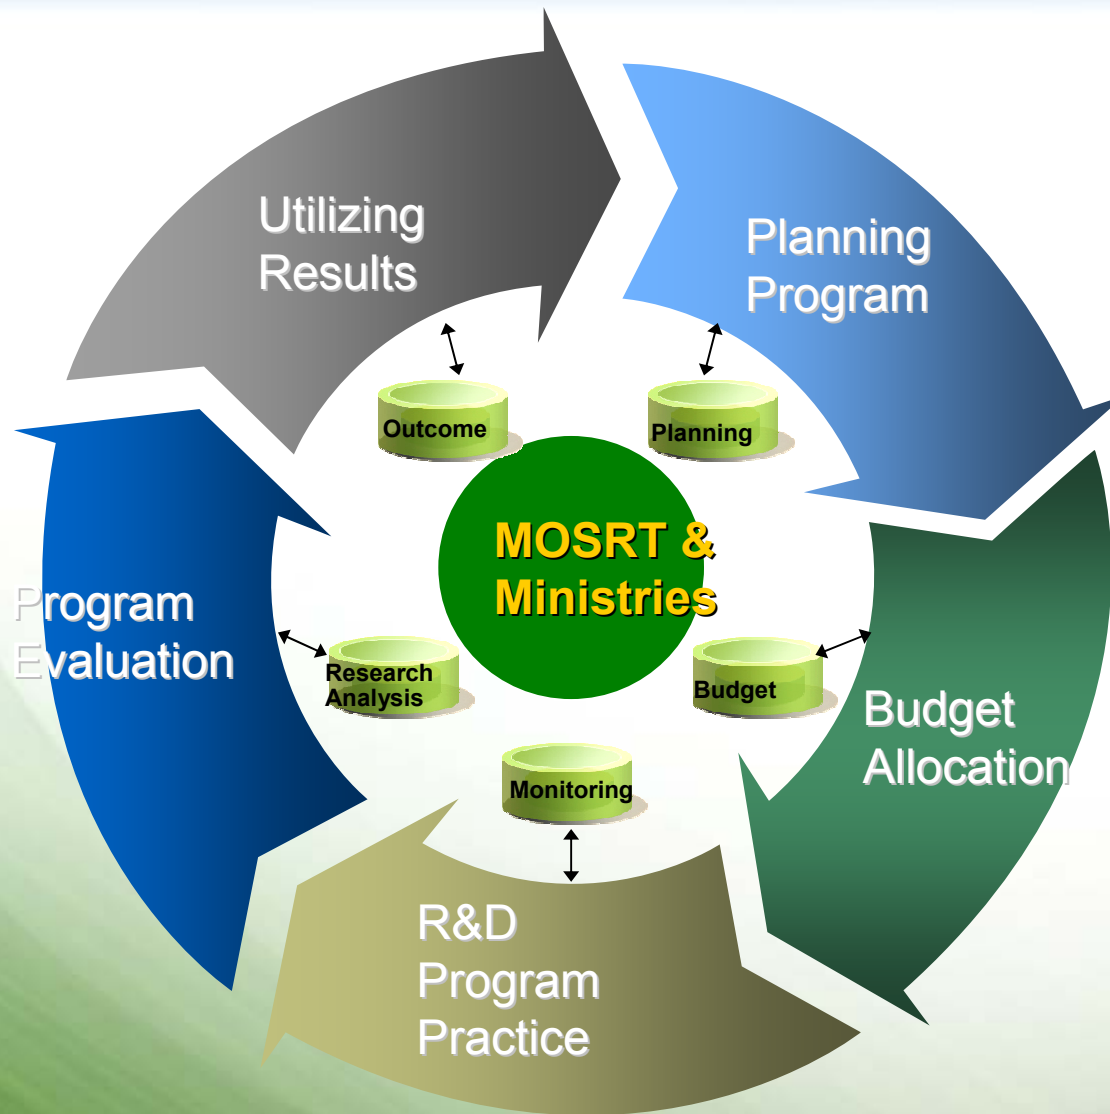 Utilizing
Results
Planning
Program
Outcome
Planning
MOSRT &
Ministries
Program
Evaluation
Research
Analysis
Budget
Budget
Allocation
Monitoring
R&D
Program
Practice